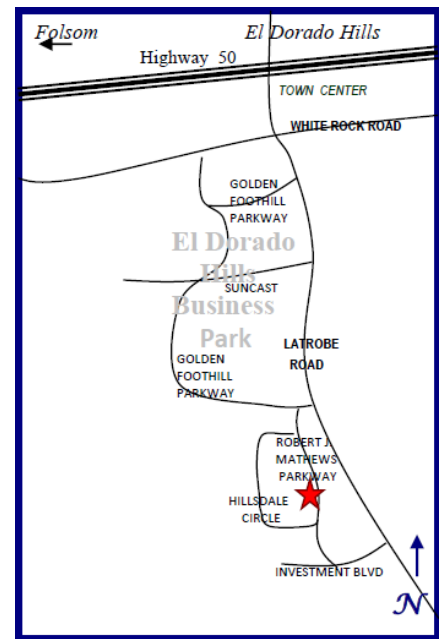 Folsom
El Dorado Hills
Highway 50
TOWN CENTER
WHITE ROCK ROAD
GOLDEN
FOOTHILL
PARKWAY
El Dorado
Hills
SUNCAST
Business
Park
LATROBE
ROAD
GOLDEN
FOOTHILL
PARKWAY
ROBERT J.
MATHEWS
PARKWAY
HILLSDALE
CIRCLE
INVESTMENT BLVD
N